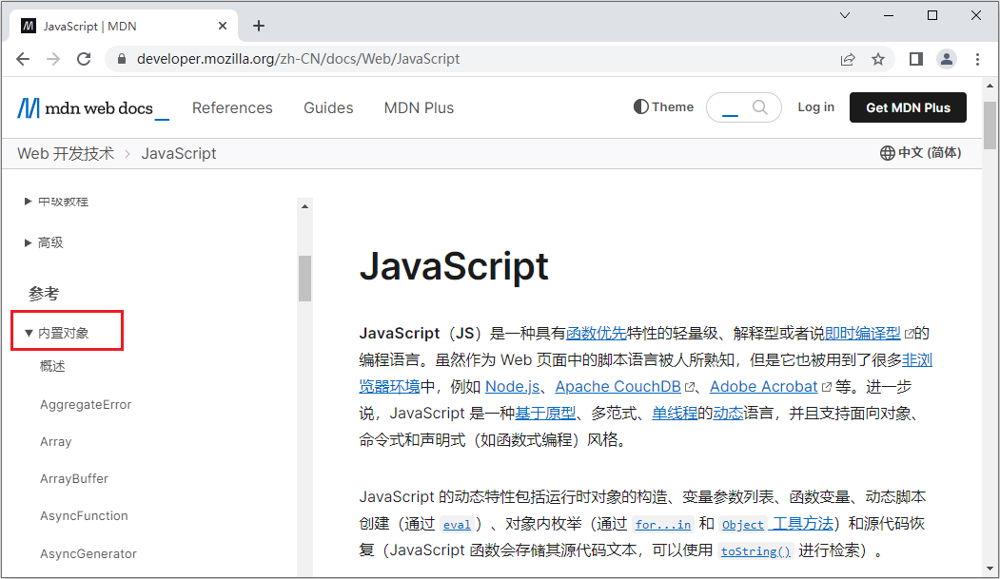 JavaScript | MDN
developer.mozilla.org/zh-CN/docs/Web/JavaScript
mdn web docs_
References
Guides
MDN Plus
Theme
Log in
Get MDN Plus
Web 开发技术 > JavaScript
中文 (简体)
中级教程
高级
参考
内置对象
概述
AggregateError
Array
ArrayBuffer
AsyncFunction
AsyncGenerator
JavaScript
JavaScript（JS）是一种具有函数优先特性的轻量级、解释型或者说即时编译型的
编程语言。虽然作为 Web 页面中的脚本语言被人所熟知，但是它也被用到了很多非浏
览器环境中，例如 Node.js、Apache CouchDB、Adobe Acrobat 等。进一步
说，JavaScript 是一种基于原型、多范式、单线程的动态语言，并且支持面向对象、
命令式和声明式（如函数式编程）风格。
JavaScript 的动态特性包括运行时对象的构造、变量参数列表、函数变量、动态脚本
创建（通过 eval）、对象内枚举（通过 for...in 和 Object 工具方法）和源代码恢
复（JavaScript 函数会存储其源代码文本，可以使用 toString() 进行检索）。